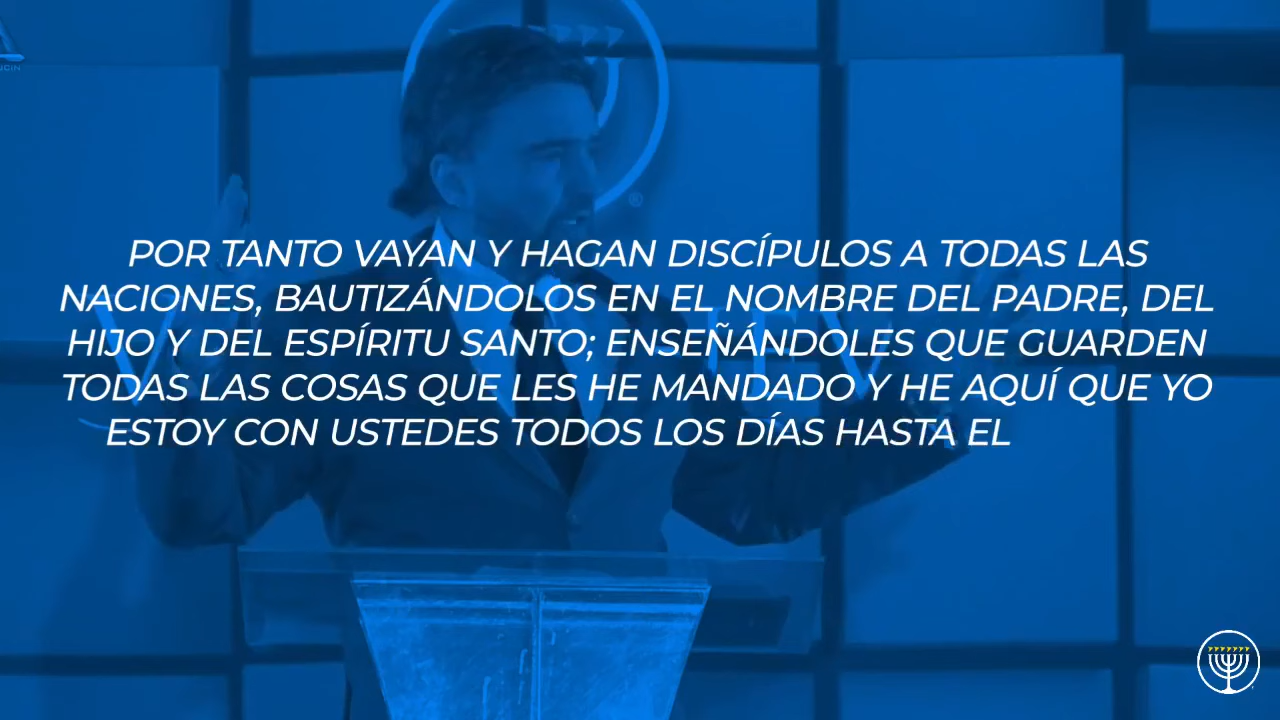 POR TANTO VAYAN Y HAGAN DISCÍPULOS A TODAS LAS
NACIONES, BAUTIZÁNDOLOS EN EL NOMBRE DEL PADRE, DEL
HIJO Y DEL ESPÍRITU SANTO; ENSEÑÁNDOLES QUE GUARDEN
TODAS LAS COSAS QUE LES HE MANDADO Y HE AQUÍ QUE YO
ESTOY CON USTEDES TODOS LOS DÍAS HASTA EL